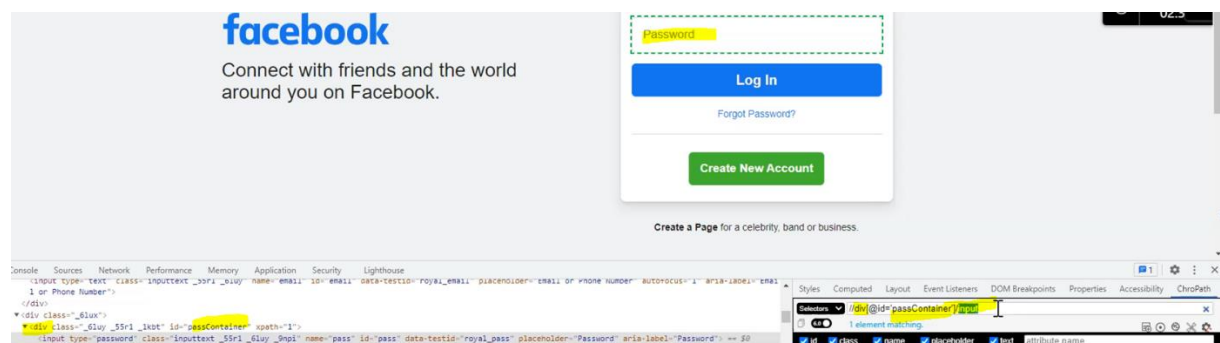 facebook
Connect with friends and the world
around you on Facebook.
Password
Log In
Forgot Password?
Create New Account
Create a Page for a celebrity, band or business.
02:5
Console Sources Network Performance Memory Application Security Lighthouse
1
<input type="text" class="inputtext _55r1 _6luy" name="email" id="email" data-testid="royal_email" placeholder="Email or Phone Number" autofocus="1" aria-label="Emai
l or Phone Number">
</div>
▼<div class="_6lux">
▼<div class="_6luy _55r1 _1kbt" id="passContainer" xpath="1">
<input type="password" class="inputtext _55r1 _6luy _9npi" name="pass" id="pass" data-testid="royal_pass" placeholder="Password" aria-label="Password"> == $0
Styles Computed Layout Event Listeners DOM Breakpoints Properties Accessibility ChroPath
Selectors //div[@id='passContainer']/input x
1 element matching.
id class name placeholder text attribute name